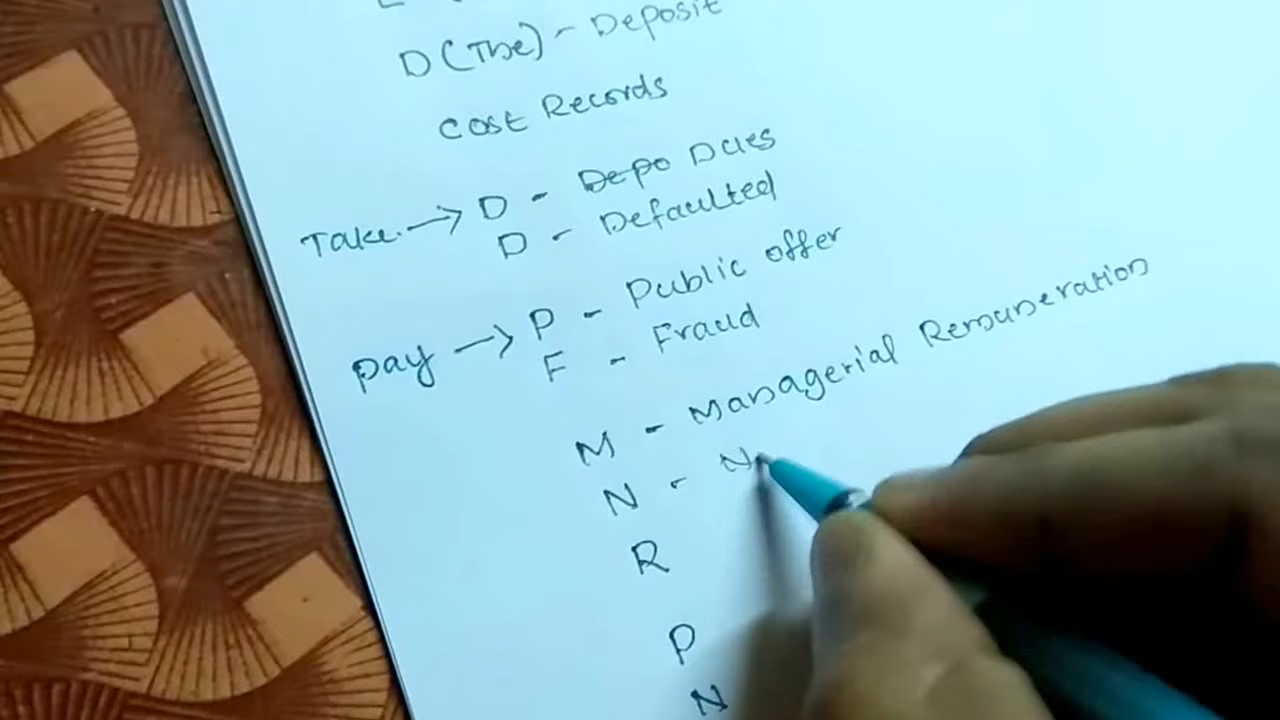 D (The) - Deposit
Cost Records
Take → D - Depo Dues
D - Defaulted
Pay → P - Public offer
F - Fraud
M - Managerial Remuneration
N - N
R
P
N